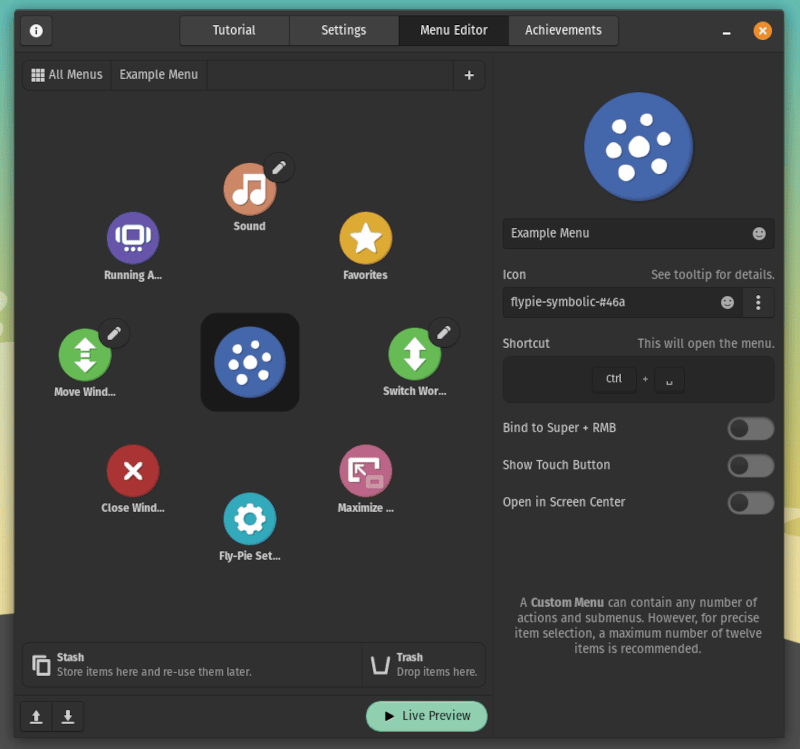 Tutorial
Settings
Menu Editor
Achievements
All Menus
Example Menu
+
Sound
Running A...
Favorites
Move Wind...
Switch Wor...
Close Wind...
Maximize ...
Fly-Pie Set...
Stash
Store items here and re-use them later.
Trash
Drop items here.
Live Preview
Example Menu
Icon
See tooltip for details.
flypie-symbolic-#46a
Shortcut
This will open the menu.
Ctrl + ␣
Bind to Super + RMB
Show Touch Button
Open in Screen Center
A Custom Menu can contain any number of
actions and submenus. However, for precise
item selection, a maximum number of twelve
items is recommended.